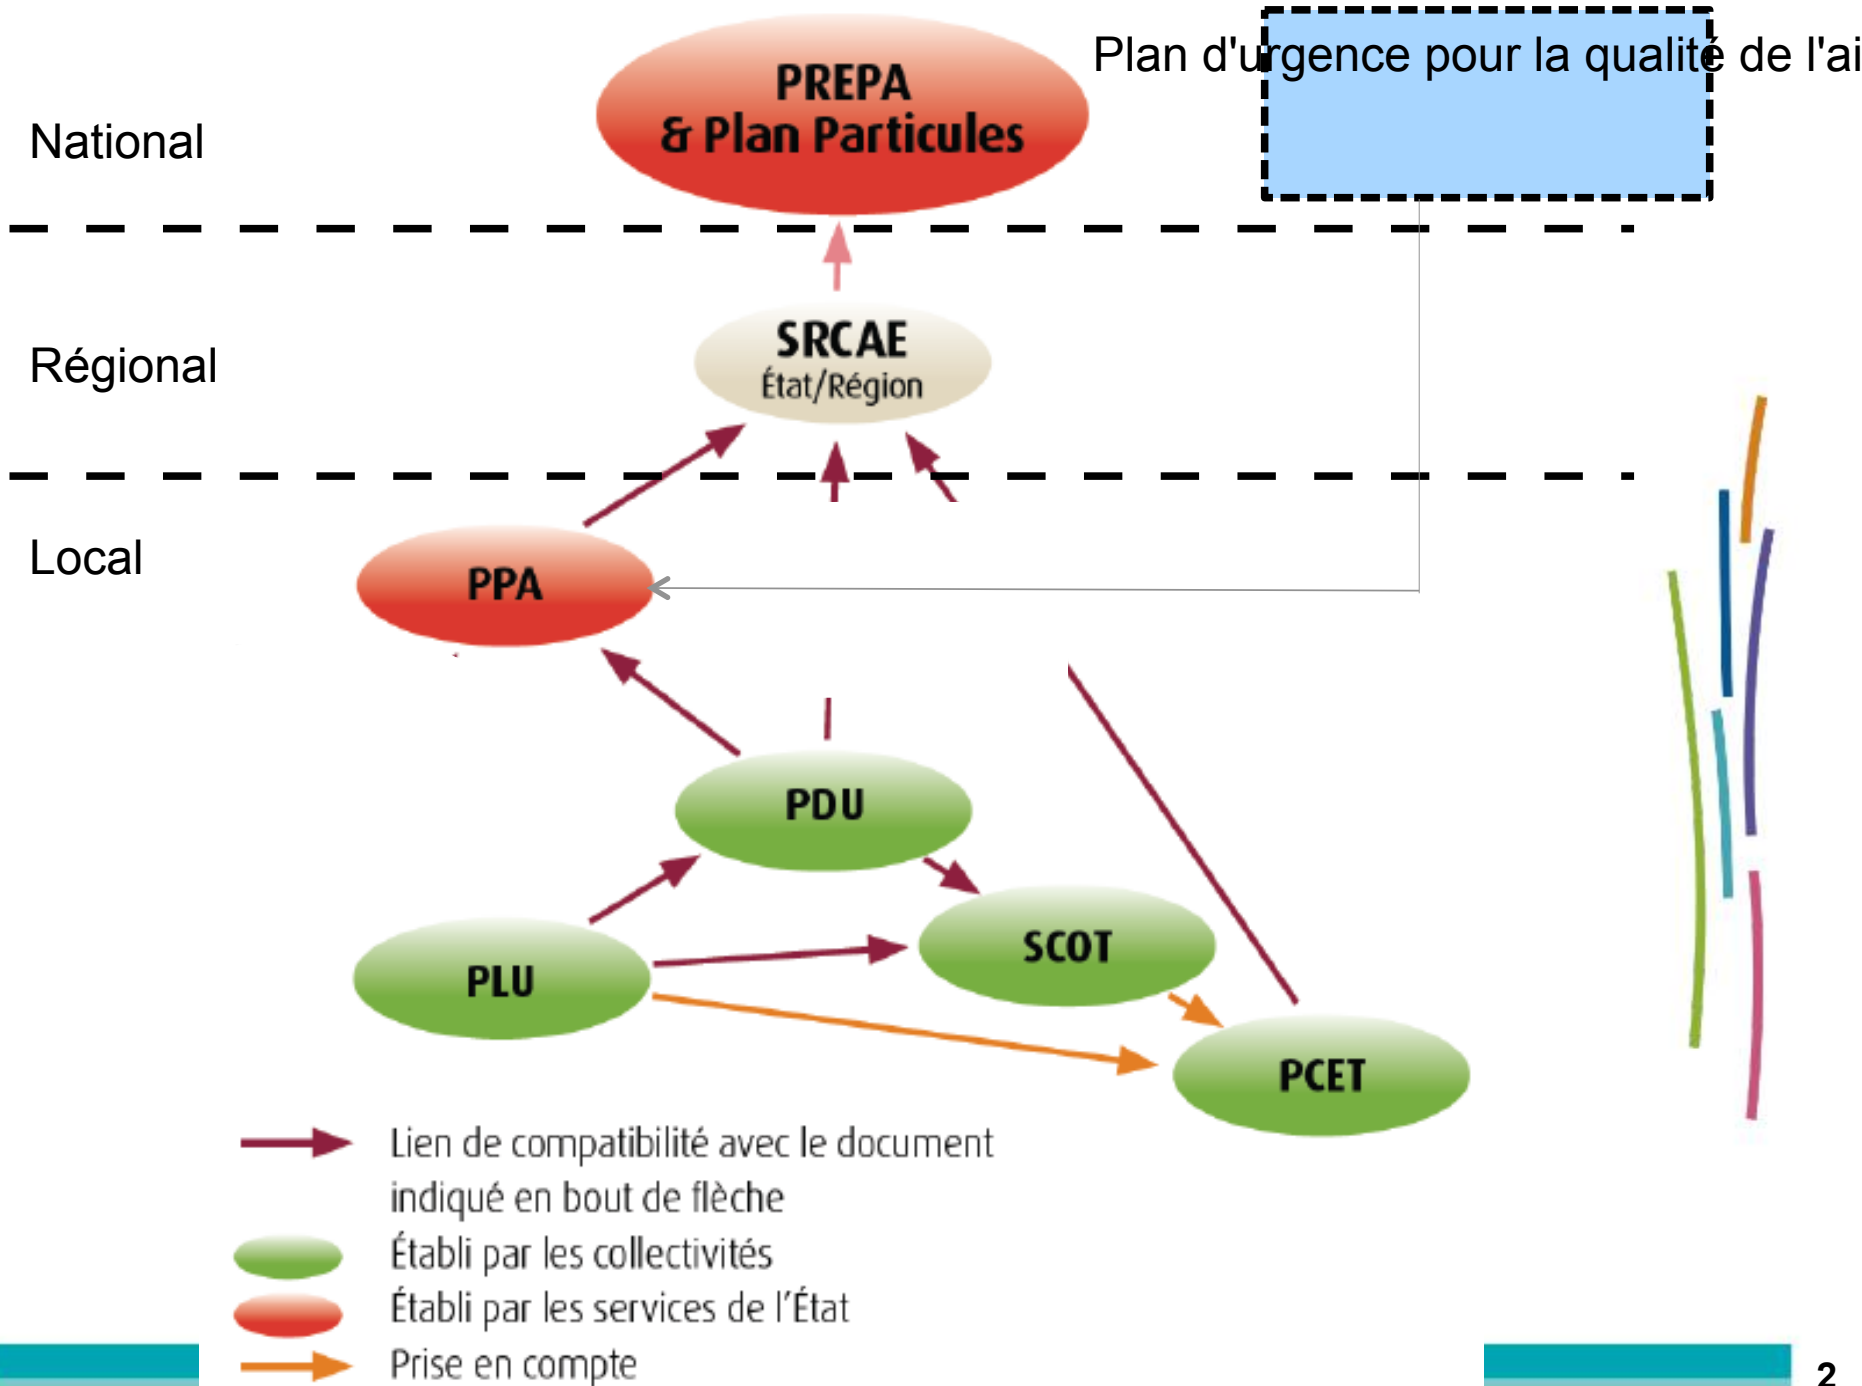 PREPA
& Plan Particules
Plan d'urgence pour la qualité de l'ai
National
SRCAE
État/Région
Régional
Local
PPA
PDU
SCOT
PLU
PCET
Lien de compatibilité avec le document
indiqué en bout de flèche
Établi par les collectivités
Établi par les services de l'État
Prise en compte
2